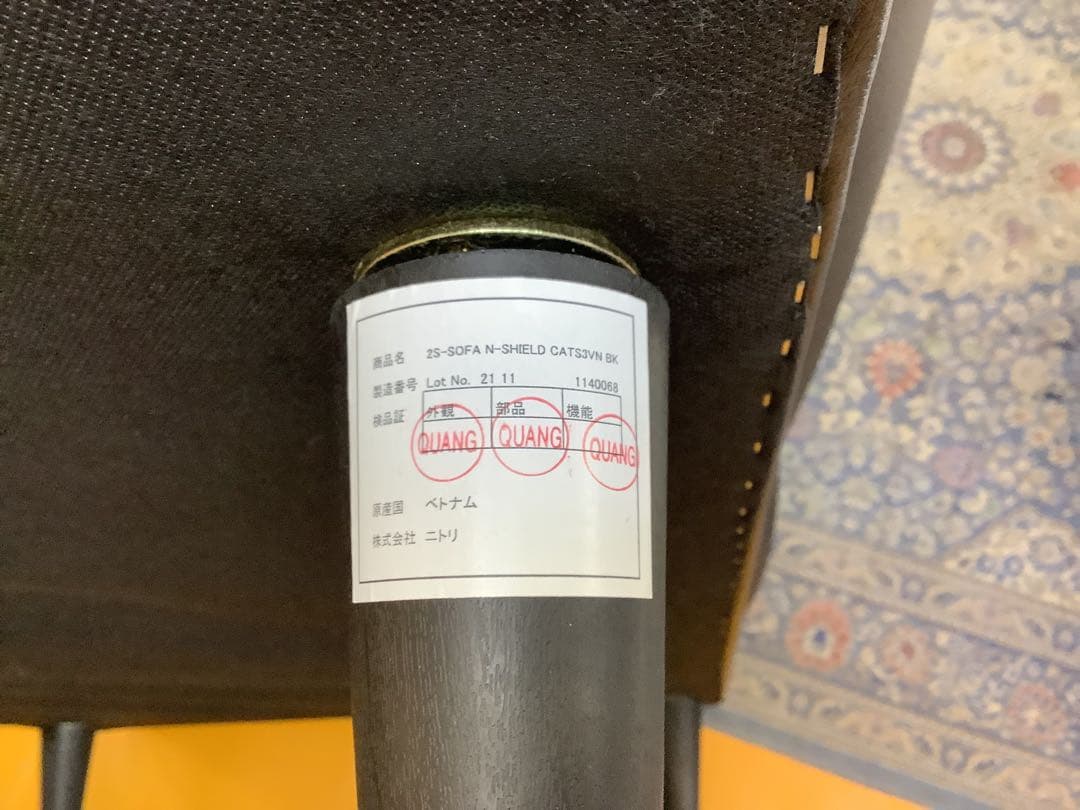 商品名 2S-SOFA N-SHIELD CATS3VN BK
製造番号 Lot No. 21 11 1140068
検品証 外観 部品 機能
QUANG QUANG QUANG
原産国 ベトナム
株式会社 ニトリ